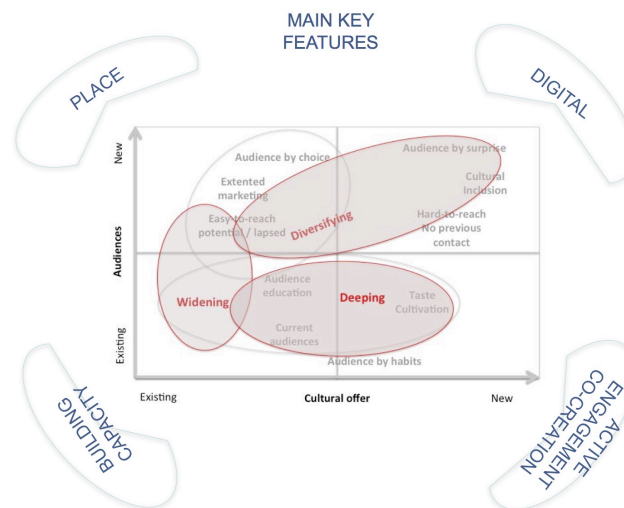 MAIN KEY
FEATURES
PLACE
DIGITAL
New
Audience by choice
Audience by surprise
Extented
marketing
Cultural
Inclusion
Easy-to-reach
potential / lapsed
Diversifying
Hard-to-reach
No previous
contact
Audiences
Widening
Audience
education
Deeping
Taste
Cultivation
Current
audiences
Existing
Audience by habits
Existing
Cultural offer
New
BUILDING
CAPACITY
ACTIVE
ENGAGEMENT
CO-CREATION